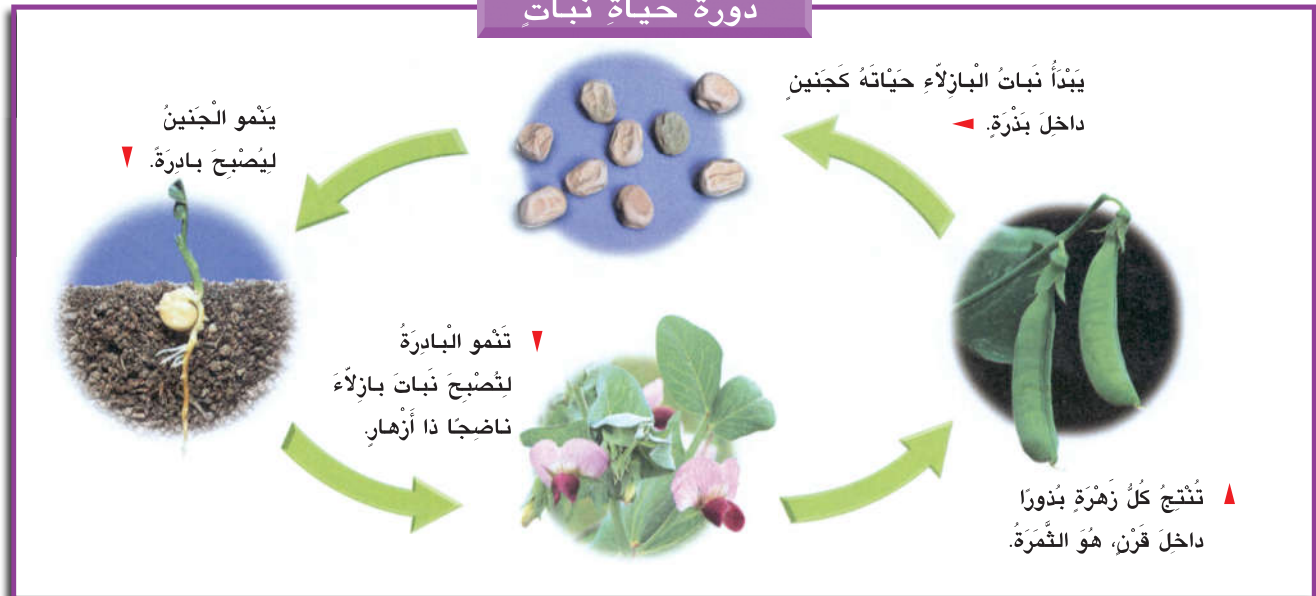 دورة حياةِ نباتٍ
يَبْدَأُ نَباتُ الْبازِلّاءِ حَيْاتَهُ كَجَنينٍ
داخِلَ بَذْرَةٍ.
يَنْمو الْجَنينُ
لِيُصْبِحَ بادِرَةً.
تَنْمو الْبادِرَةُ
لِتُصْبِحَ نَباتَ بازِلّاءَ
ناضِجًا ذا أَزْهارٍ.
تُنْتِجُ كُلُّ زَهْرَةٍ بُذورًا
داخِلَ قَرْنٍ، هُوَ الثَّمَرَةُ.